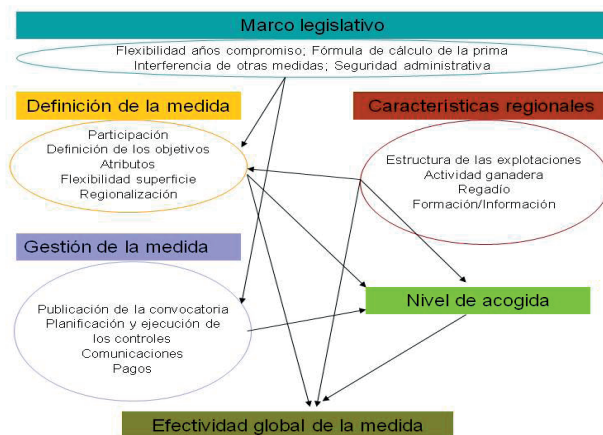 Marco legislativo
Flexibilidad años compromiso; Fórmula de cálculo de la prima
Interferencia de otras medidas; Seguridad administrativa
Definición de la medida
Participación
Definición de los objetivos
Atributos
Flexibilidad superficie
Regionalización
Características regionales
Estructura de las explotaciones
Actividad ganadera
Regadío
Formación/Información
Gestión de la medida
Publicación de la convocatoria
Planificación y ejecución de
los controles
Comunicaciones
Pagos
Nivel de acogida
Efectividad global de la medida